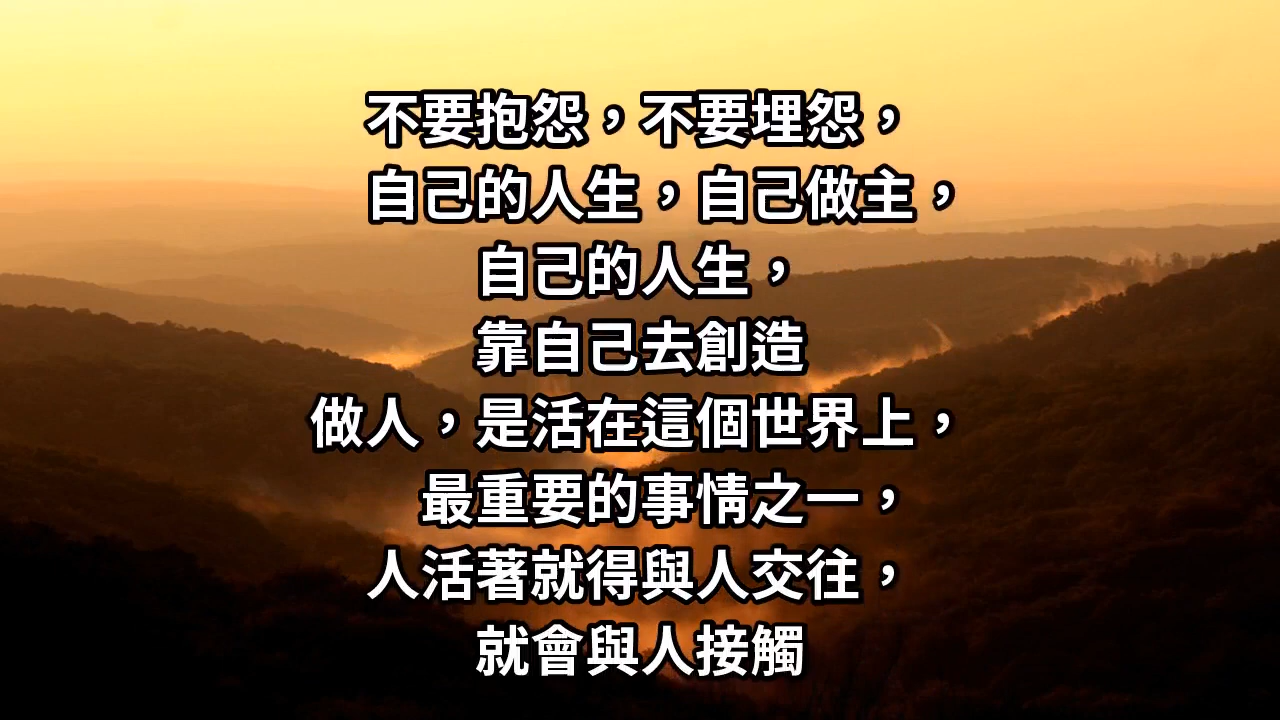 不要抱怨，不要埋怨，
自己的人生，自己做主，
自己的人生，
靠自己去創造
做人，是活在這個世界上，
最重要的事情之一，
人活著就得與人交往，
就會與人接觸